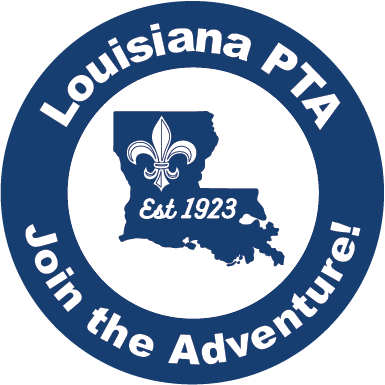 Louisiana PTA
Est 1923
Join the Adventure!